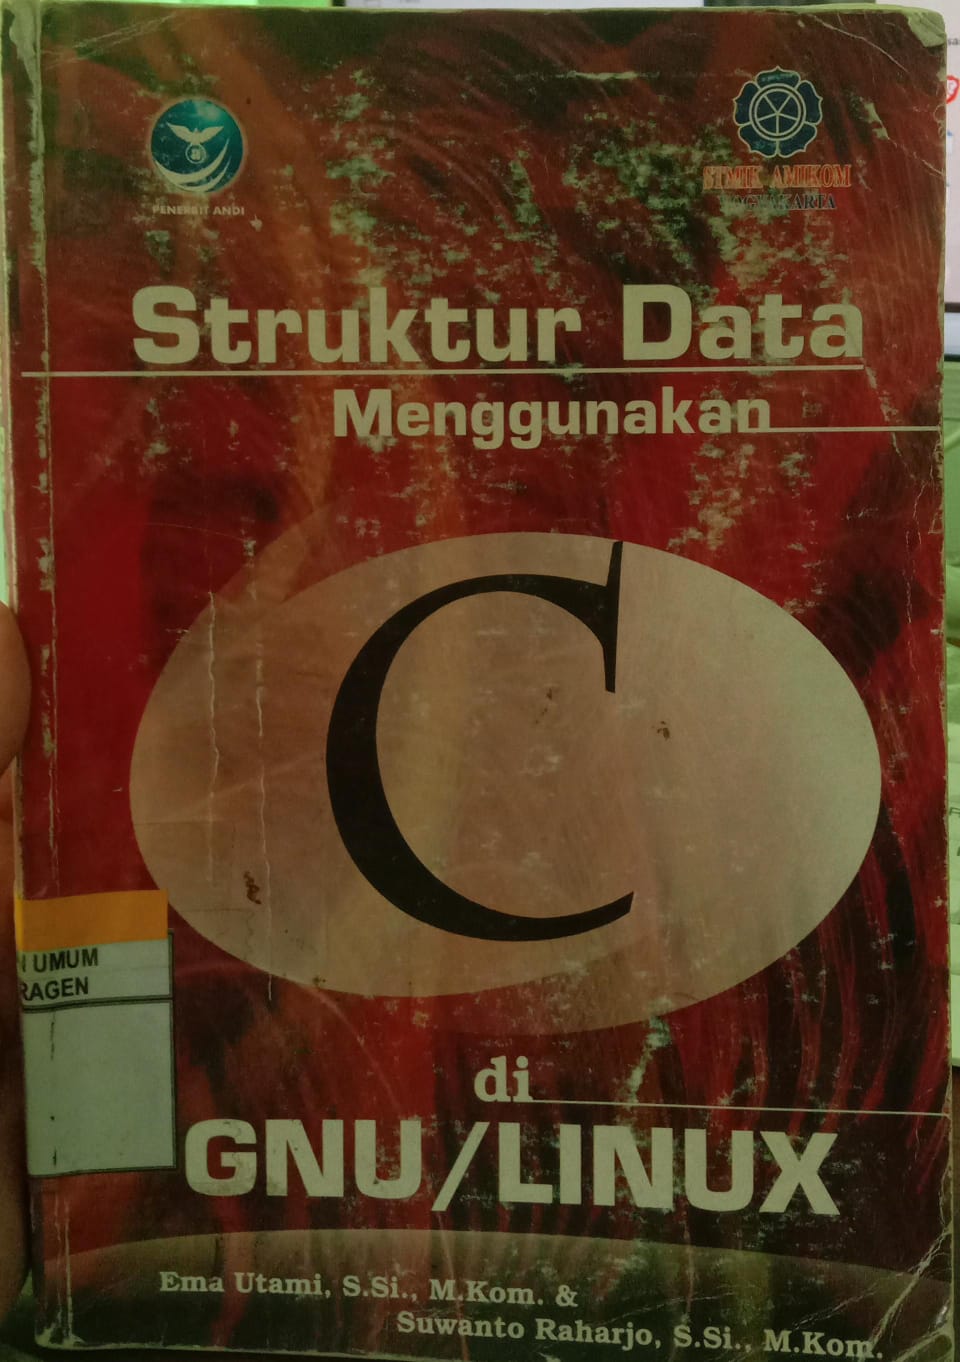 PENERBIT ANDI
STMIK AMIKOM
YOGYAKARTA
Struktur Data
Menggunakan
C
di
GNU/LINUX
UMUM
RAGEN
Ema Utami, S.Si., M.Kom. &
Suwanto Raharjo, S.Si., M.Kom.